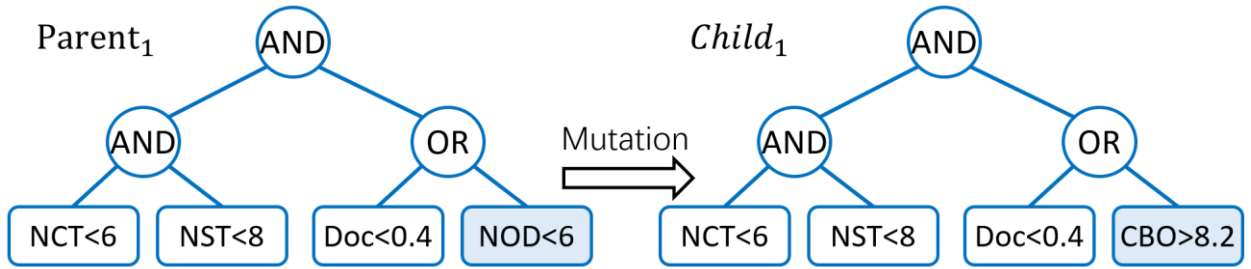 Parent₁
AND
AND
OR
NCT<6
NST<8
Doc<0.4
NOD<6
Mutation
Child₁
AND
AND
OR
NCT<6
NST<8
Doc<0.4
CBO>8.2